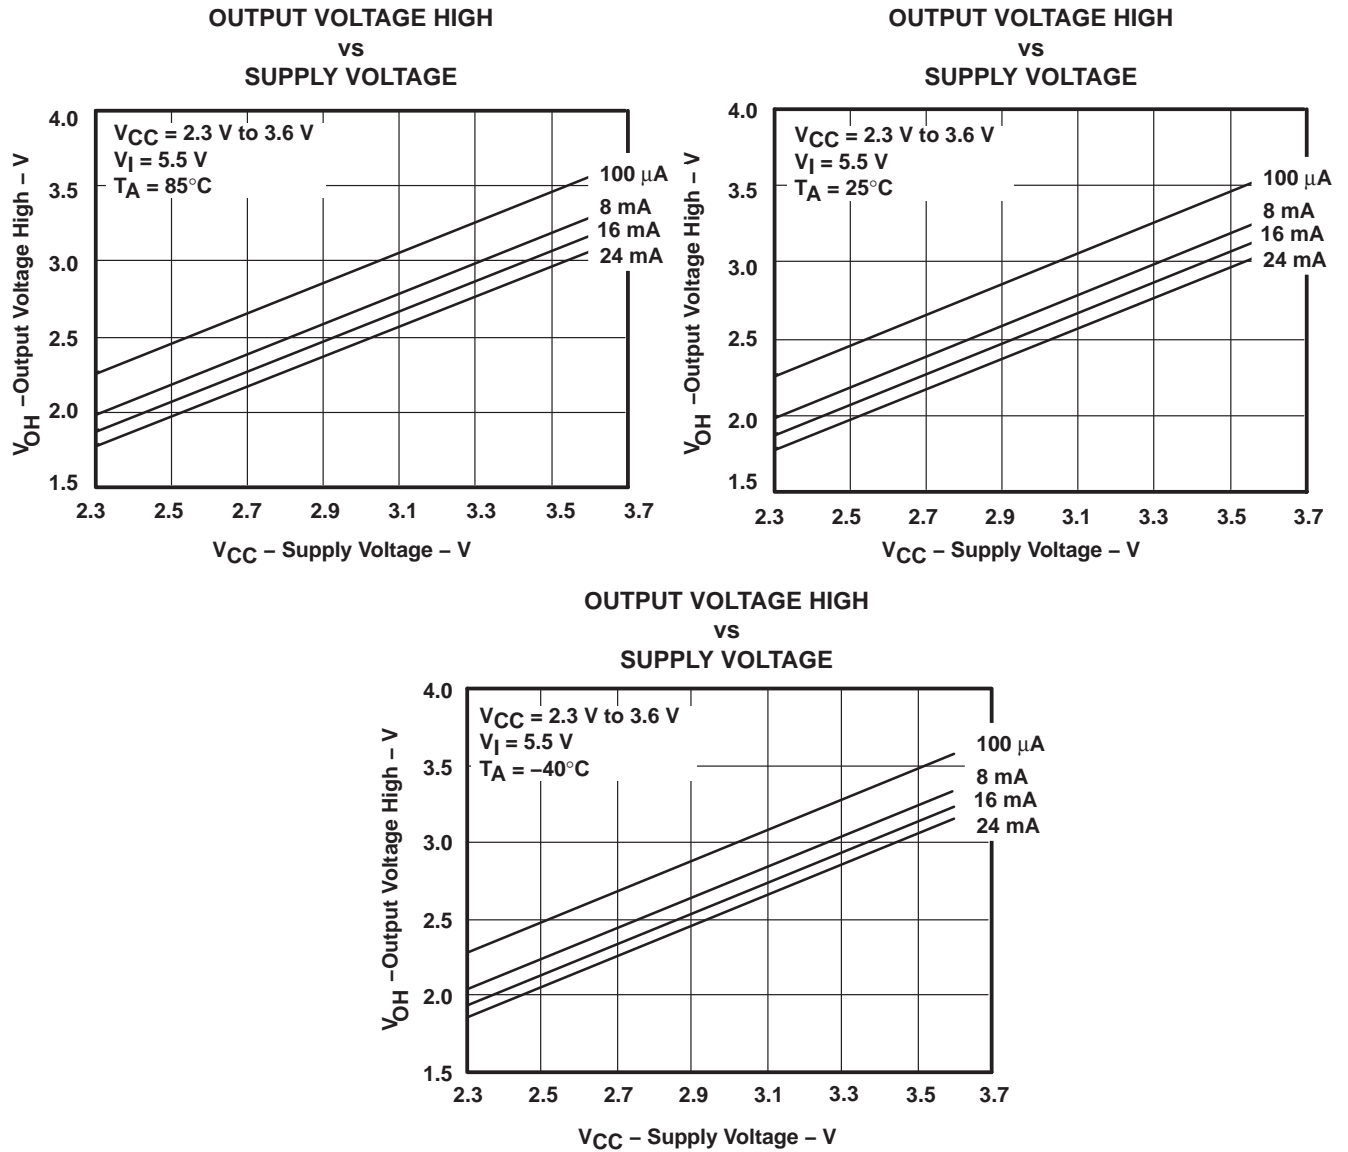 OUTPUT VOLTAGE HIGH
vs
SUPPLY VOLTAGE
VCC = 2.3 V to 3.6 V
VI = 5.5 V
TA = 85°C
VOH –Output Voltage High – V
4.0
3.5
3.0
2.5
2.0
1.5
100 μA
8 mA
16 mA
24 mA
2.3 2.5 2.7 2.9 3.1 3.3 3.5 3.7
VCC – Supply Voltage – V
OUTPUT VOLTAGE HIGH
vs
SUPPLY VOLTAGE
VCC = 2.3 V to 3.6 V
VI = 5.5 V
TA = 25°C
VOH –Output Voltage High – V
4.0
3.5
3.0
2.5
2.0
1.5
100 μA
8 mA
16 mA
24 mA
2.3 2.5 2.7 2.9 3.1 3.3 3.5 3.7
VCC – Supply Voltage – V
OUTPUT VOLTAGE HIGH
vs
SUPPLY VOLTAGE
VCC = 2.3 V to 3.6 V
VI = 5.5 V
TA = –40°C
VOH –Output Voltage High – V
4.0
3.5
3.0
2.5
2.0
1.5
100 μA
8 mA
16 mA
24 mA
2.3 2.5 2.7 2.9 3.1 3.3 3.5 3.7
VCC – Supply Voltage – V